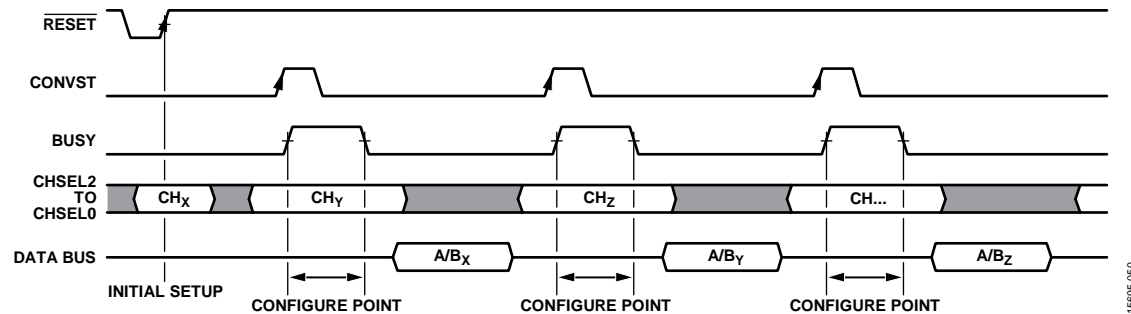 RESET
CONVST
BUSY
CHSEL2
TO
CHSEL0
CHX
CHY
CHZ
CH...
DATA BUS
A/BX
A/BY
A/BZ
INITIAL SETUP
CONFIGURE POINT
CONFIGURE POINT
CONFIGURE POINT